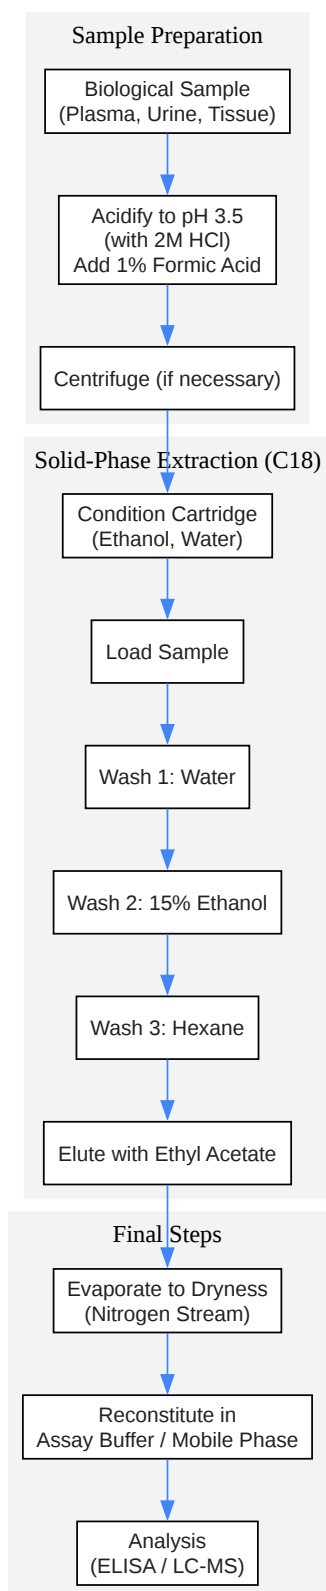 Sample Preparation
Biological Sample
(Plasma, Urine, Tissue)
Acidify to pH 3.5
(with 2M HCl)
Add 1% Formic Acid
Centrifuge (if necessary)
Solid-Phase Extraction (C18)
Condition Cartridge
(Ethanol, Water)
Load Sample
Wash 1: Water
Wash 2: 15% Ethanol
Wash 3: Hexane
Elute with Ethyl Acetate
Final Steps
Evaporate to Dryness
(Nitrogen Stream)
Reconstitute in
Assay Buffer / Mobile Phase
Analysis
(ELISA / LC-MS)